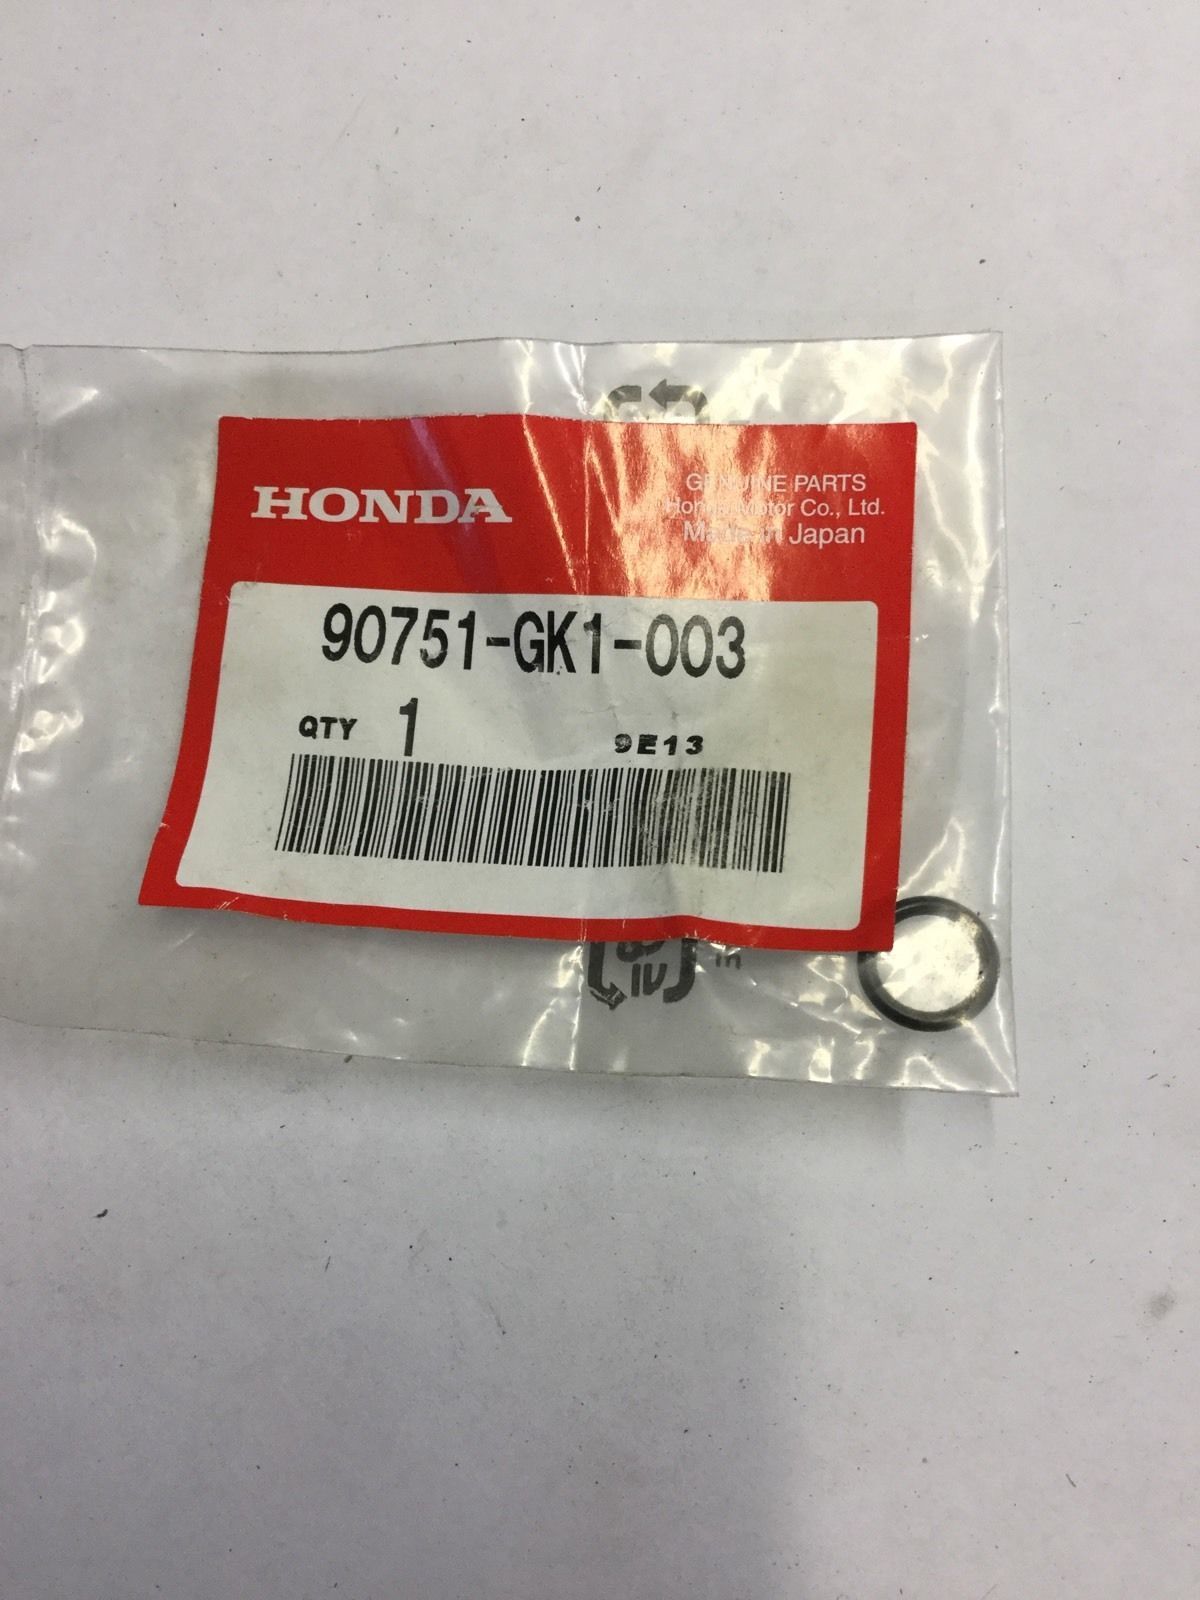 HONDA
GENUINE PARTS
Honda Motor Co., Ltd.
Made in Japan
90751-GK1-003
QTY 1
9E13